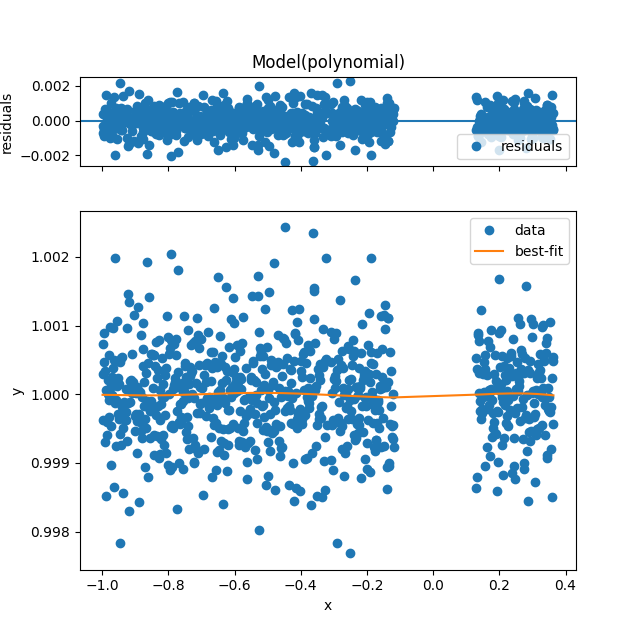 Model(polynomial)
residuals
0.002
0.000
−0.002
residuals
y
1.002
1.001
1.000
0.999
0.998
data
best-fit
−1.0 −0.8 −0.6 −0.4 −0.2 0.0 0.2 0.4
x